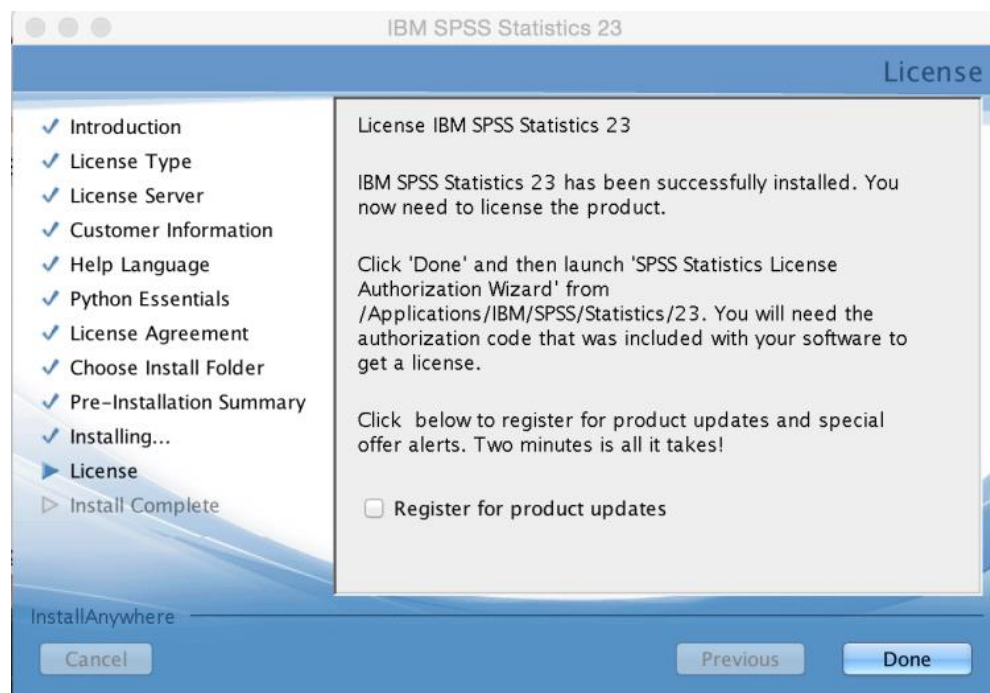 IBM SPSS Statistics 23
License
Introduction
License Type
License Server
Customer Information
Help Language
Python Essentials
License Agreement
Choose Install Folder
Pre-Installation Summary
Installing...
License
Install Complete
License IBM SPSS Statistics 23
IBM SPSS Statistics 23 has been successfully installed. You
now need to license the product.
Click 'Done' and then launch 'SPSS Statistics License
Authorization Wizard' from
/Applications/IBM/SPSS/Statistics/23. You will need the
authorization code that was included with your software to
get a license.
Click  below to register for product updates and special
offer alerts. Two minutes is all it takes!
Register for product updates
InstallAnywhere
Cancel
Previous
Done